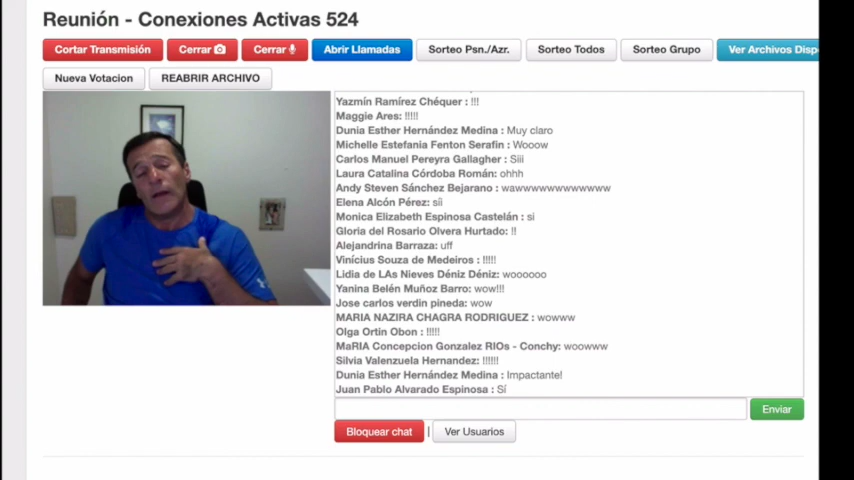 Reunión - Conexiones Activas 524
Cortar Transmisión Cerrar Cerrar Abrir Llamadas Sorteo Psn./Azr. Sorteo Todos Sorteo Grupo Ver Archivos Disp
Nueva Votacion REABRIR ARCHIVO
Yazmín Ramírez Chéquer : !!!
Maggie Ares: !!!!!
Dunia Esther Hernández Medina : Muy claro
Michelle Estefania Fenton Serafin : Wooow
Carlos Manuel Pereyra Gallagher : Siii
Laura Catalina Córdoba Román: ohhh
Andy Steven Sánchez Bejarano : wawwwwwwwwwwww
Elena Alcón Pérez: síi
Monica Elizabeth Espinosa Castelán : si
Gloria del Rosario Olvera Hurtado: !!
Alejandrina Barraza: uff
Vinícius Souza de Medeiros : !!!!!
Lidia de LAs Nieves Déniz Déniz: woooooo
Yanina Belén Muñoz Barro: wow!!!
Jose carlos verdin pineda: wow
MARIA NAZIRA CHAGRA RODRIGUEZ : wowww
Olga Ortin Obon : !!!!!
MaRIA Concepcion Gonzalez RIOs - Conchy: woowww
Silvia Valenzuela Hernandez: !!!!!!
Dunia Esther Hernández Medina : Impactante!
Juan Pablo Alvarado Espinosa : Sí
Enviar
Bloquear chat | Ver Usuarios